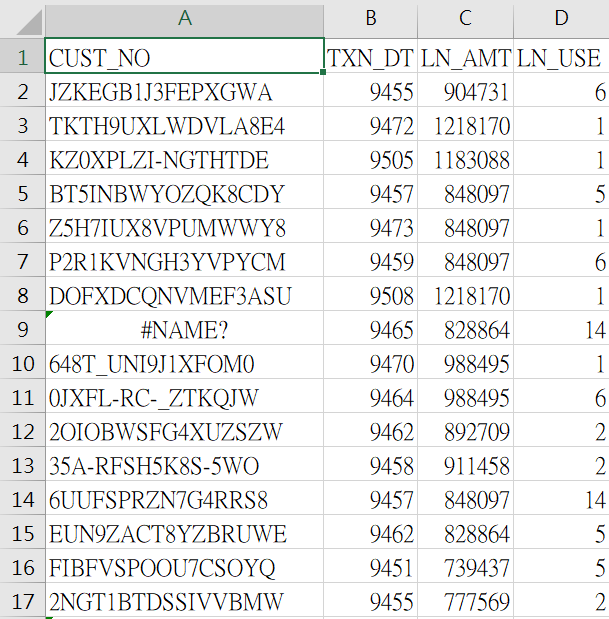 A B C D
1 CUST_NO TXN_DT LN_AMT LN_USE
2 JZKEGB1J3FEPXGWA 9455 904731 6
3 TKTH9UXLWDVLA8E4 9472 1218170 1
4 KZ0XPLZI-NGTHTDE 9505 1183088 1
5 BT5INBWYOZQK8CDY 9457 848097 5
6 Z5H7IUX8VPUMWWY8 9473 848097 1
7 P2R1KVNGH3YVPYCM 9459 848097 6
8 DOFXDCQNVMEF3ASU 9508 1218170 1
9 #NAME? 9465 828864 14
10 648T_UNI9J1XFOM0 9470 988495 1
11 0JXFL-RC-_ZTKQJW 9464 988495 6
12 2OIOBWSFG4XUZSZW 9462 892709 2
13 35A-RFSH5K8S-5WO 9458 911458 2
14 6UUFSPRZN7G4RRS8 9457 848097 14
15 EUN9ZACT8YZBRUWE 9462 828864 5
16 FIBFVSPOOU7CSOYQ 9451 739437 5
17 2NGT1BTDSSIVVBMW 9455 777569 2